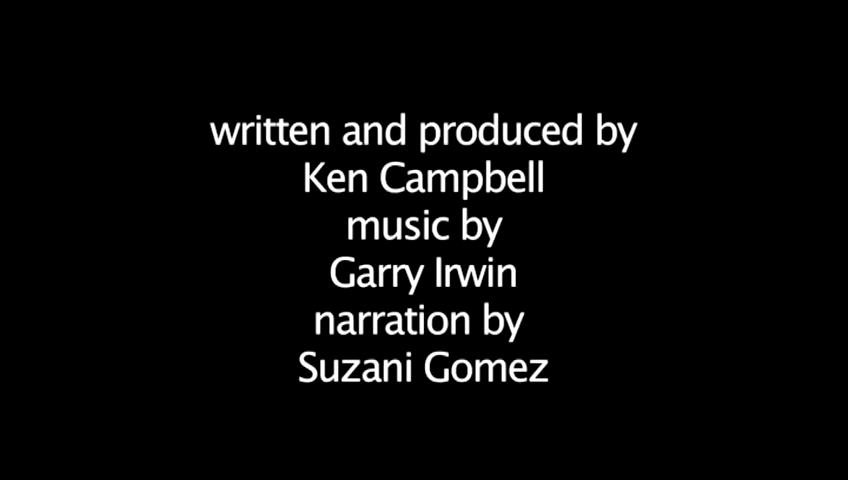 written and produced by
Ken Campbell
music by
Garry Irwin
narration by
Suzani Gomez